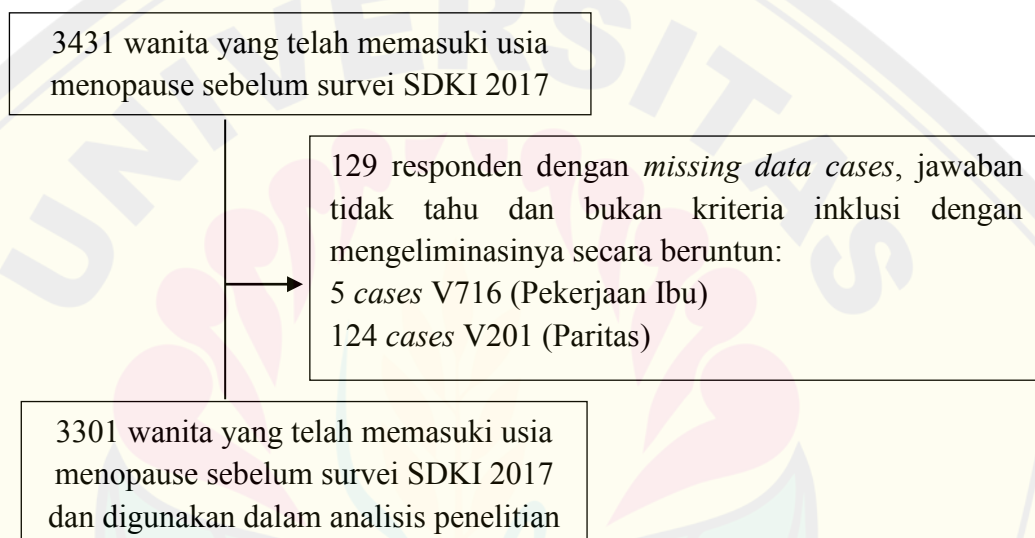 UNIVERSITAS
3431 wanita yang telah memasuki usia
menopause sebelum survei SDKI 2017
129 responden dengan missing data cases, jawaban
tidak tahu dan bukan kriteria inklusi dengan
mengeliminasinya secara beruntun:
5 cases V716 (Pekerjaan Ibu)
124 cases V201 (Paritas)
3301 wanita yang telah memasuki usia
menopause sebelum survei SDKI 2017
dan digunakan dalam analisis penelitian